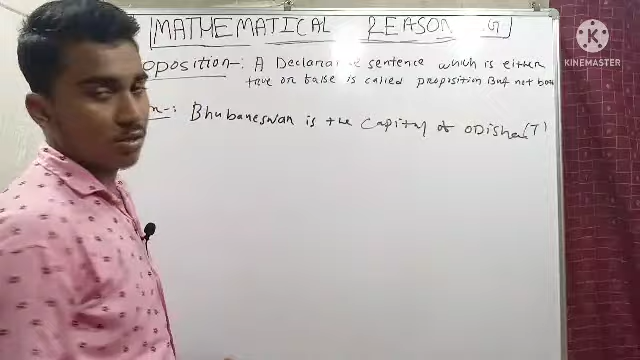 MATHEMATICAL REASON G
oposition-: A Declarat e sentence which is either
true or false is called proposition But not both
-: Bhubaneswar is the capital of ODisha (T)
KINEMASTER